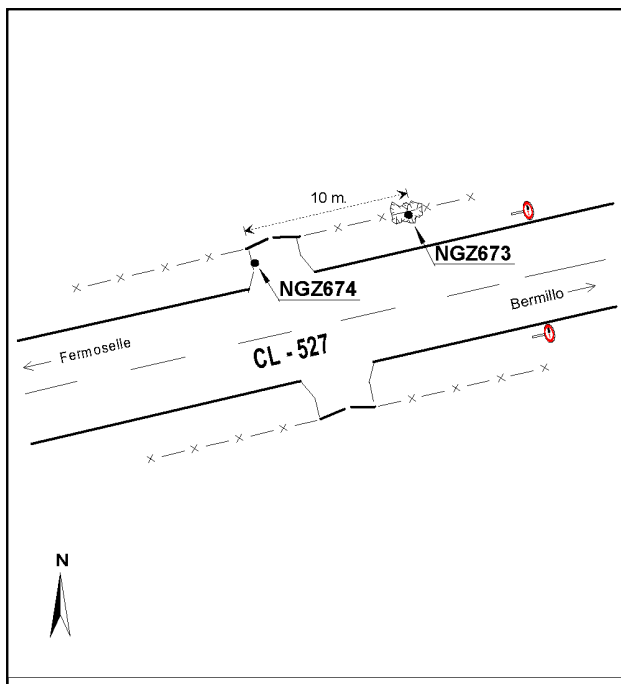 10 m.
NGZ673
NGZ674
Bermillo
Fermoselle
CL - 527
N